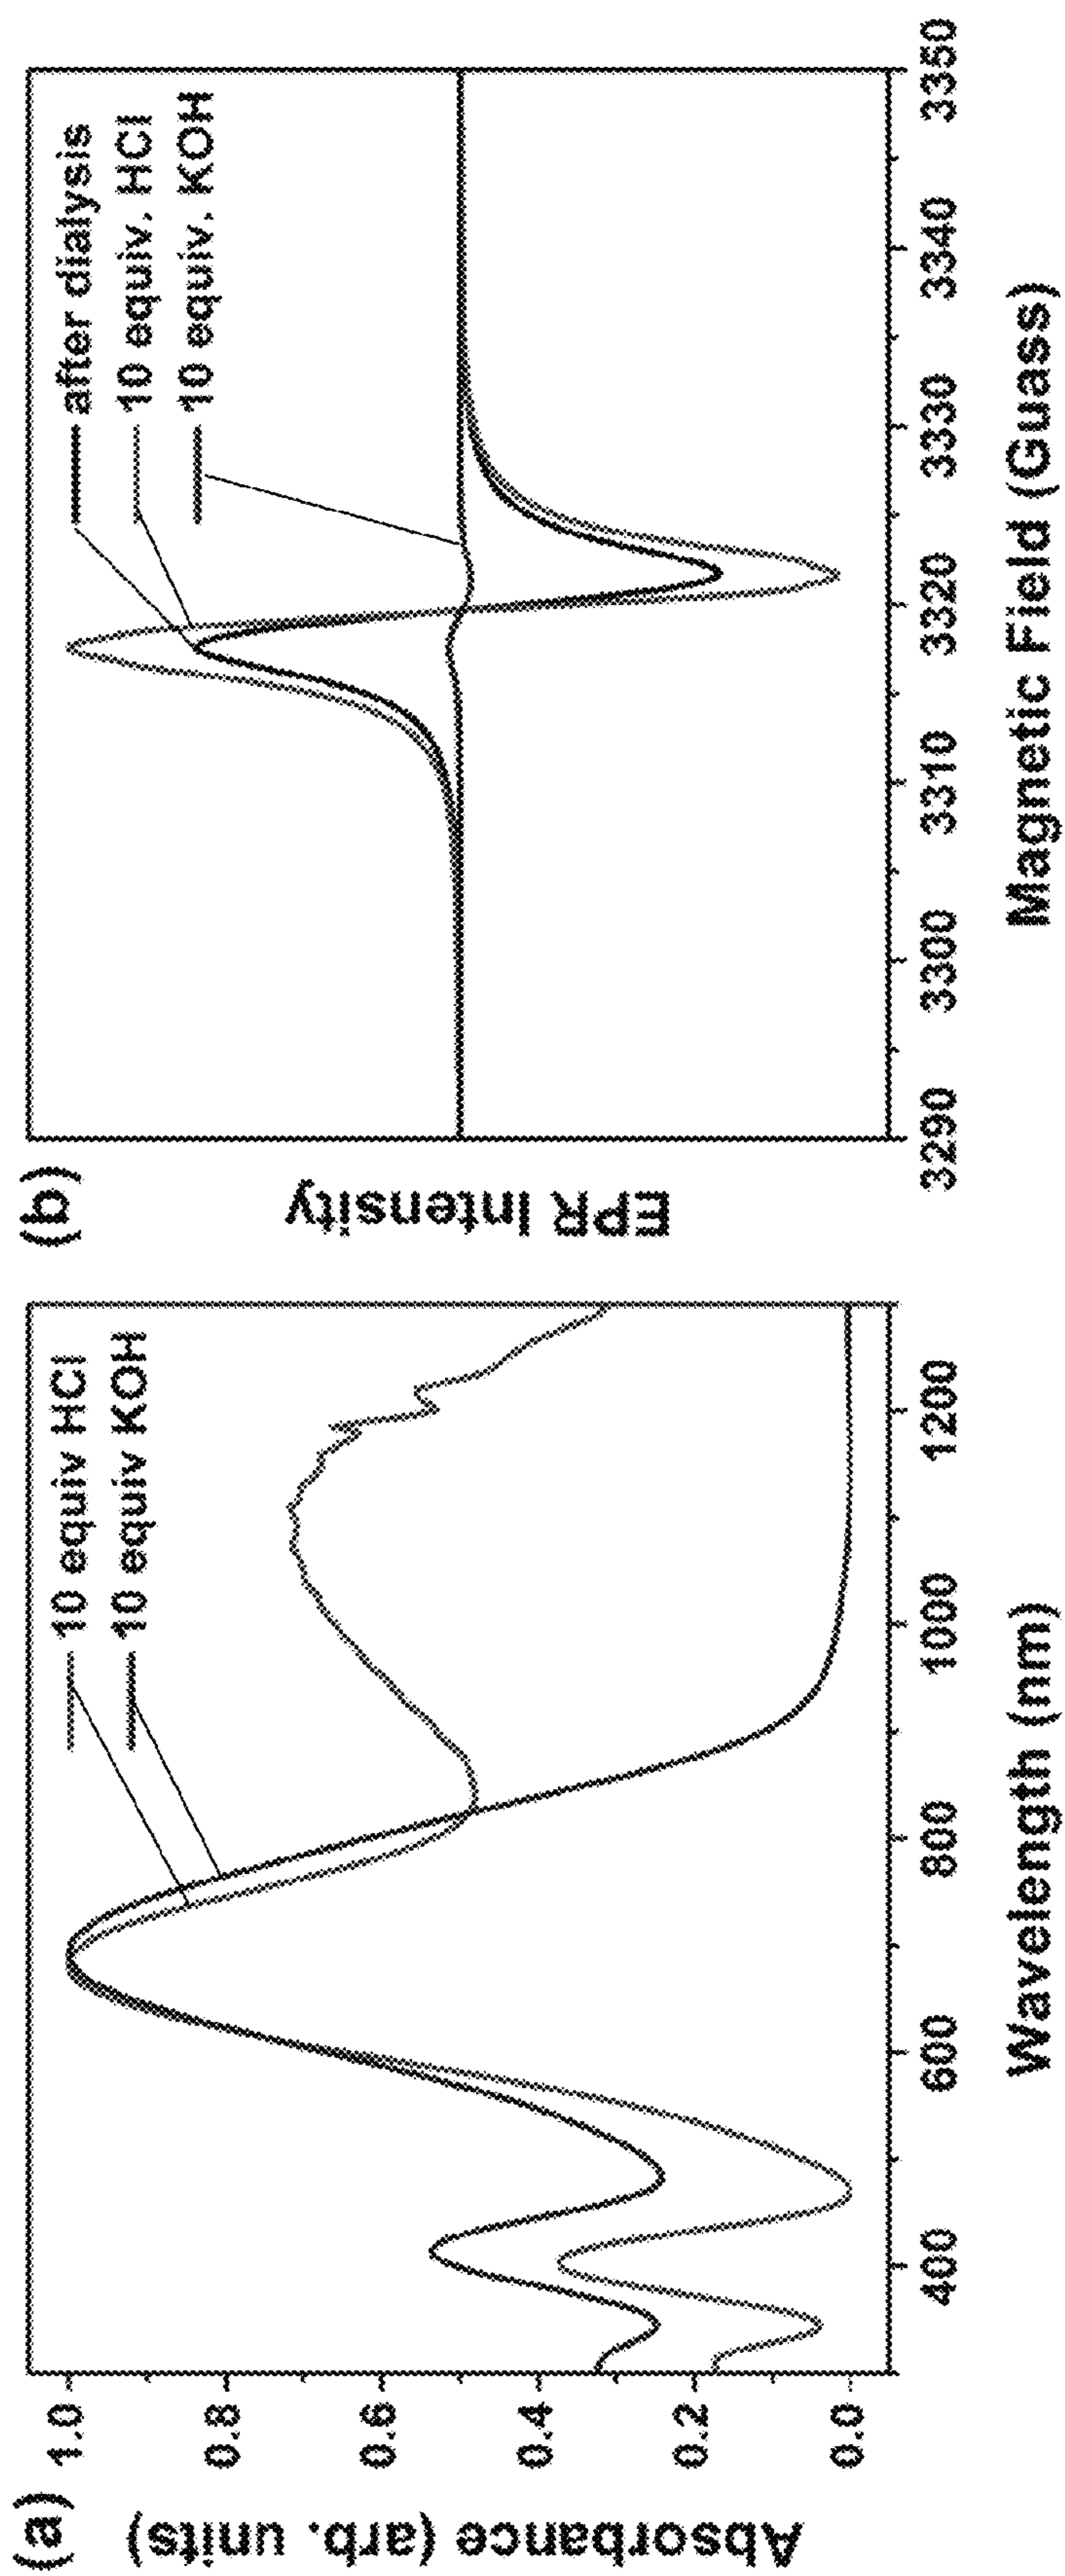 (a)
Absorbance (arb. units)
1.0
0.8
0.6
0.4
0.2
0.0
10 equiv HCl
10 equiv KOH
400
600
800
1000
1200
Wavelength (nm)
(b)
EPR Intensity
after dialysis
10 equiv. HCl
10 equiv. KOH
3290
3300
3310
3320
3330
3340
3350
Magnetic Field (Guass)